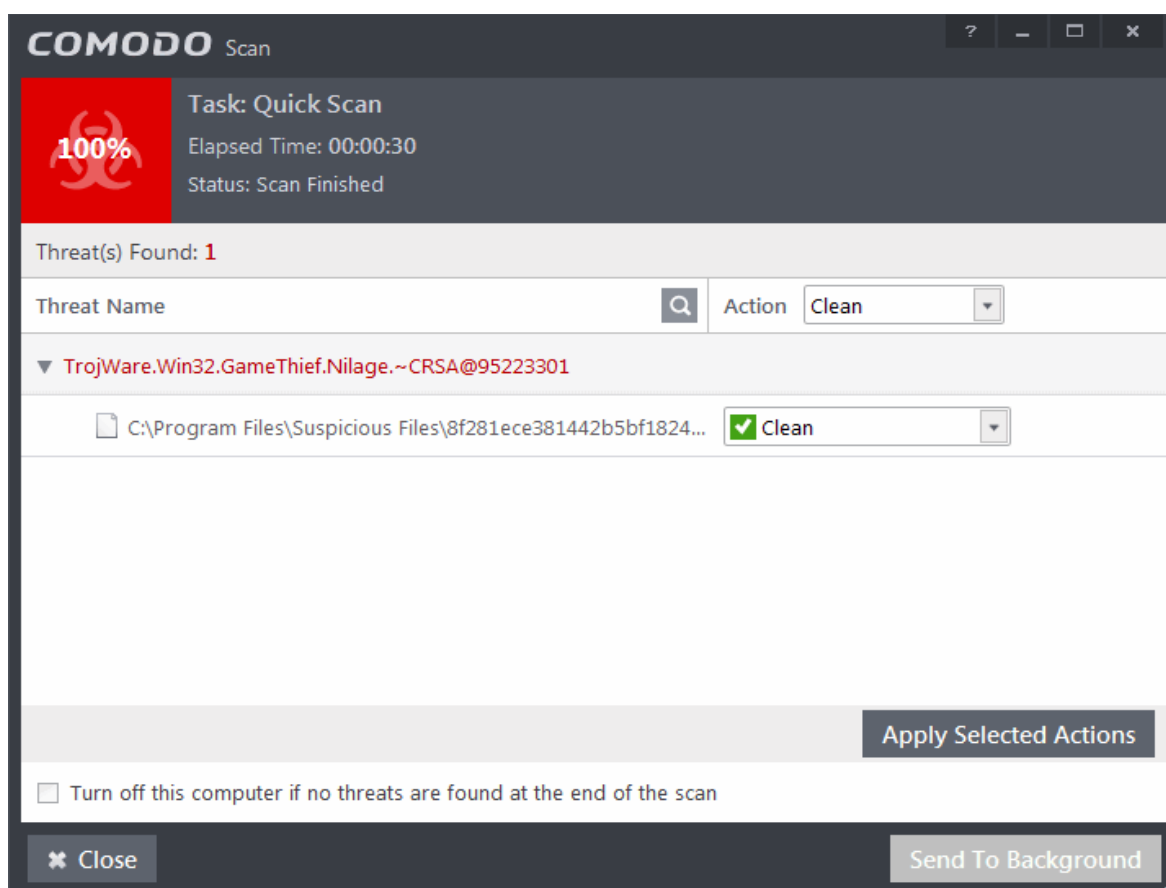 COMODO Scan
? – □ ×
100%
Task: Quick Scan
Elapsed Time: 00:00:30
Status: Scan Finished
Threat(s) Found: 1
Threat Name
Action Clean
TrojWare.Win32.GameThief.Nilage.~CRSA@95223301
C:\Program Files\Suspicious Files\8f281ece381442b5bf1824... Clean
Apply Selected Actions
Turn off this computer if no threats are found at the end of the scan
Close
Send To Background